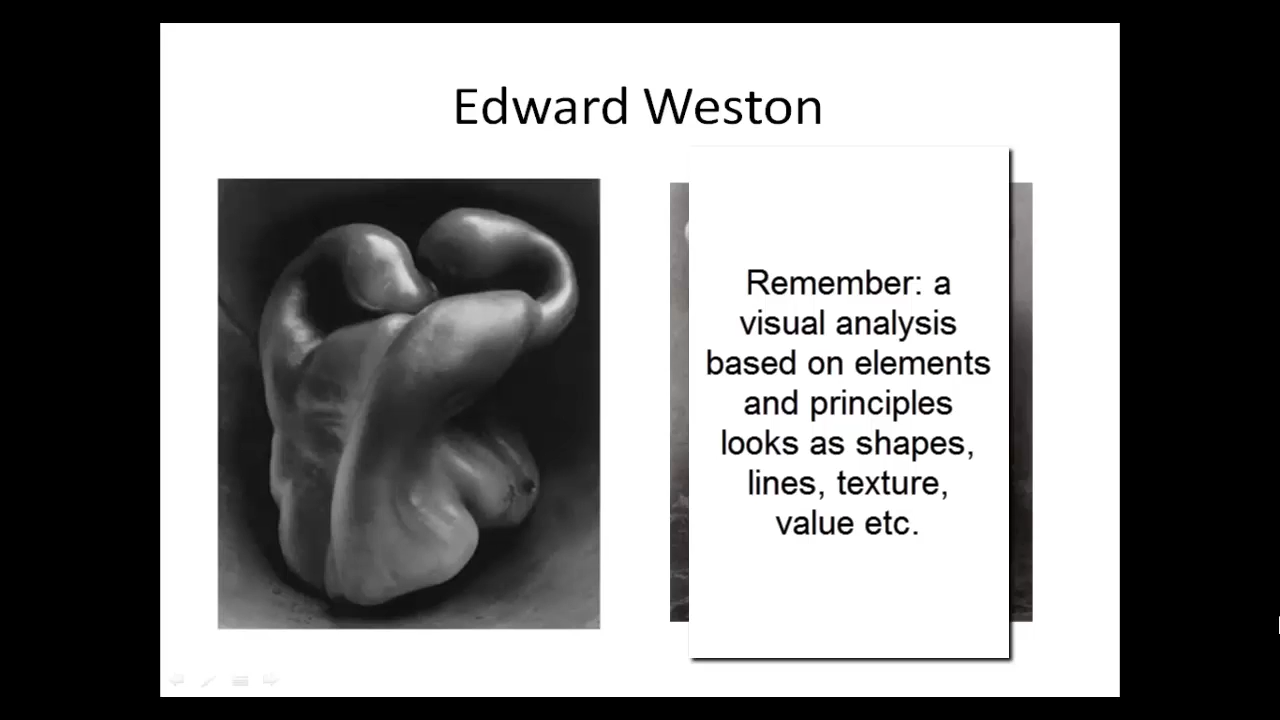 Edward Weston
Remember: a
visual analysis
based on elements
and principles
looks as shapes,
lines, texture,
value etc.